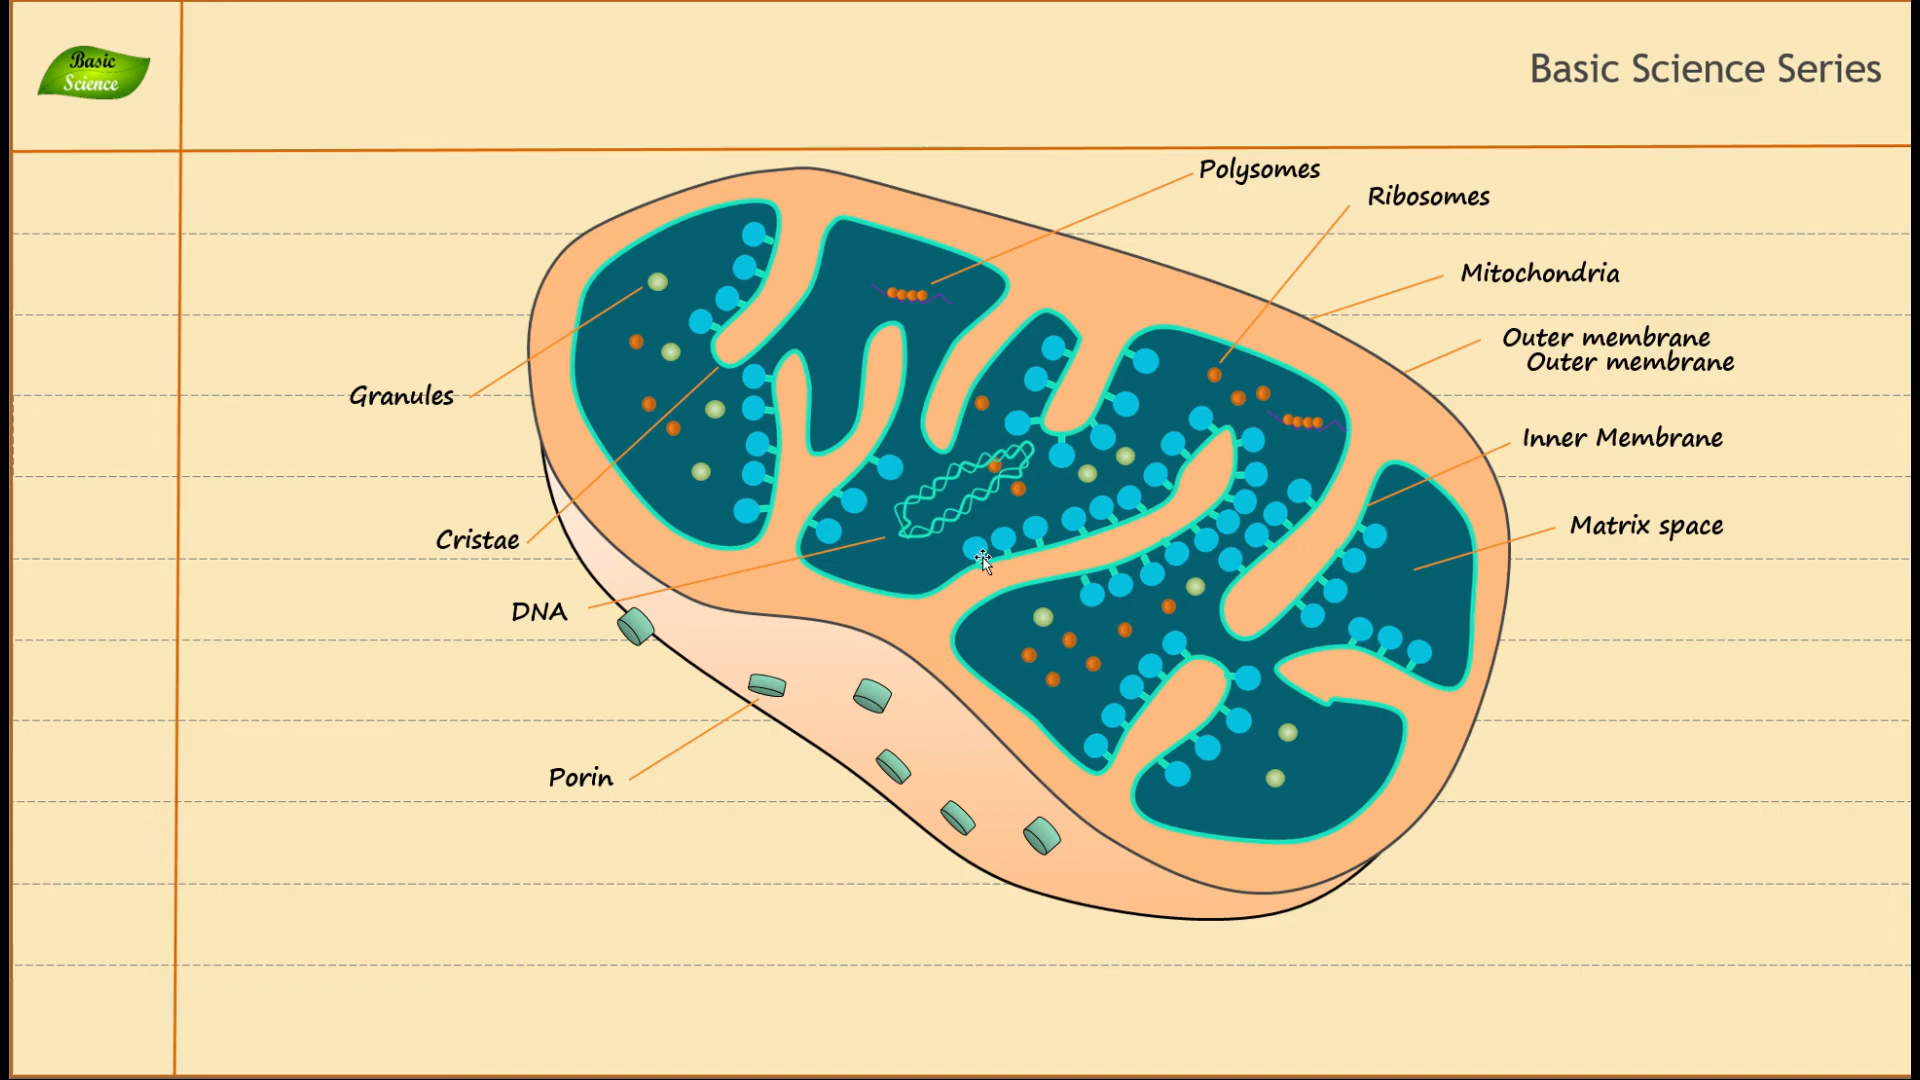 Basic
Science
Basic Science Series
Polysomes
Ribosomes
Mitochondria
Outer membrane
Outer membrane
Granules
Inner Membrane
Matrix space
Cristae
DNA
Porin